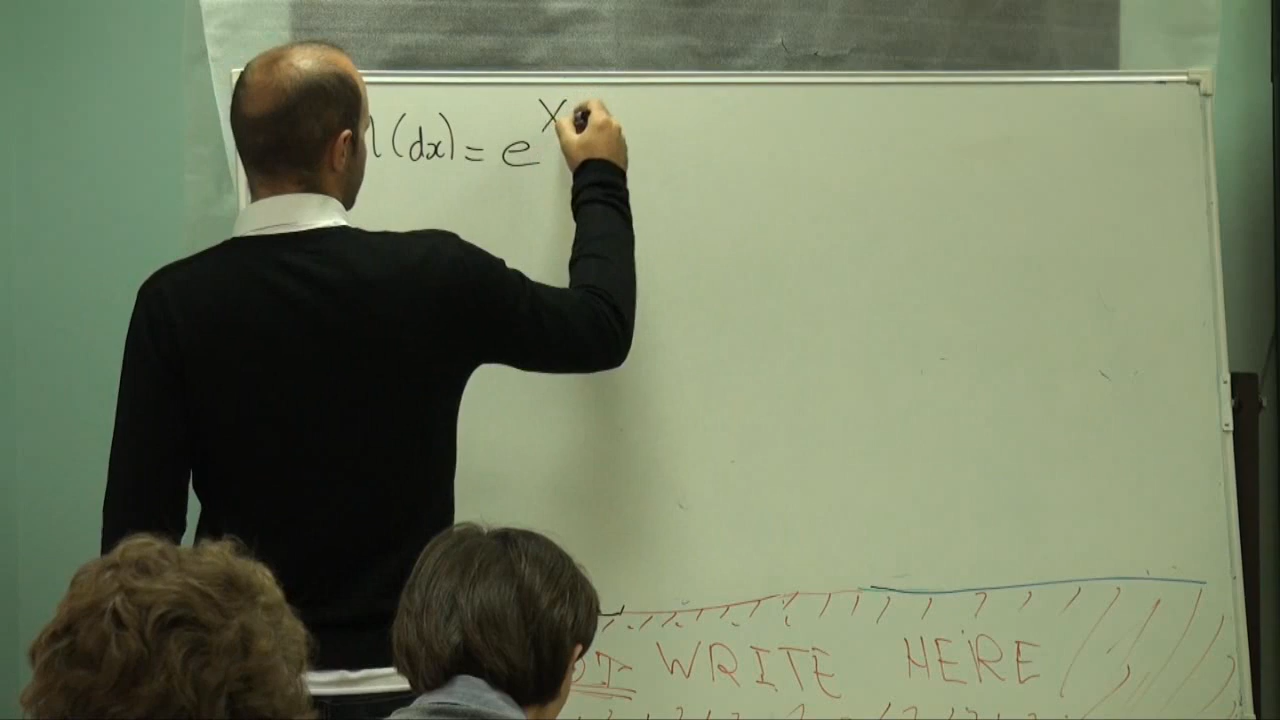 (dx) = e^x
WRITE HERE